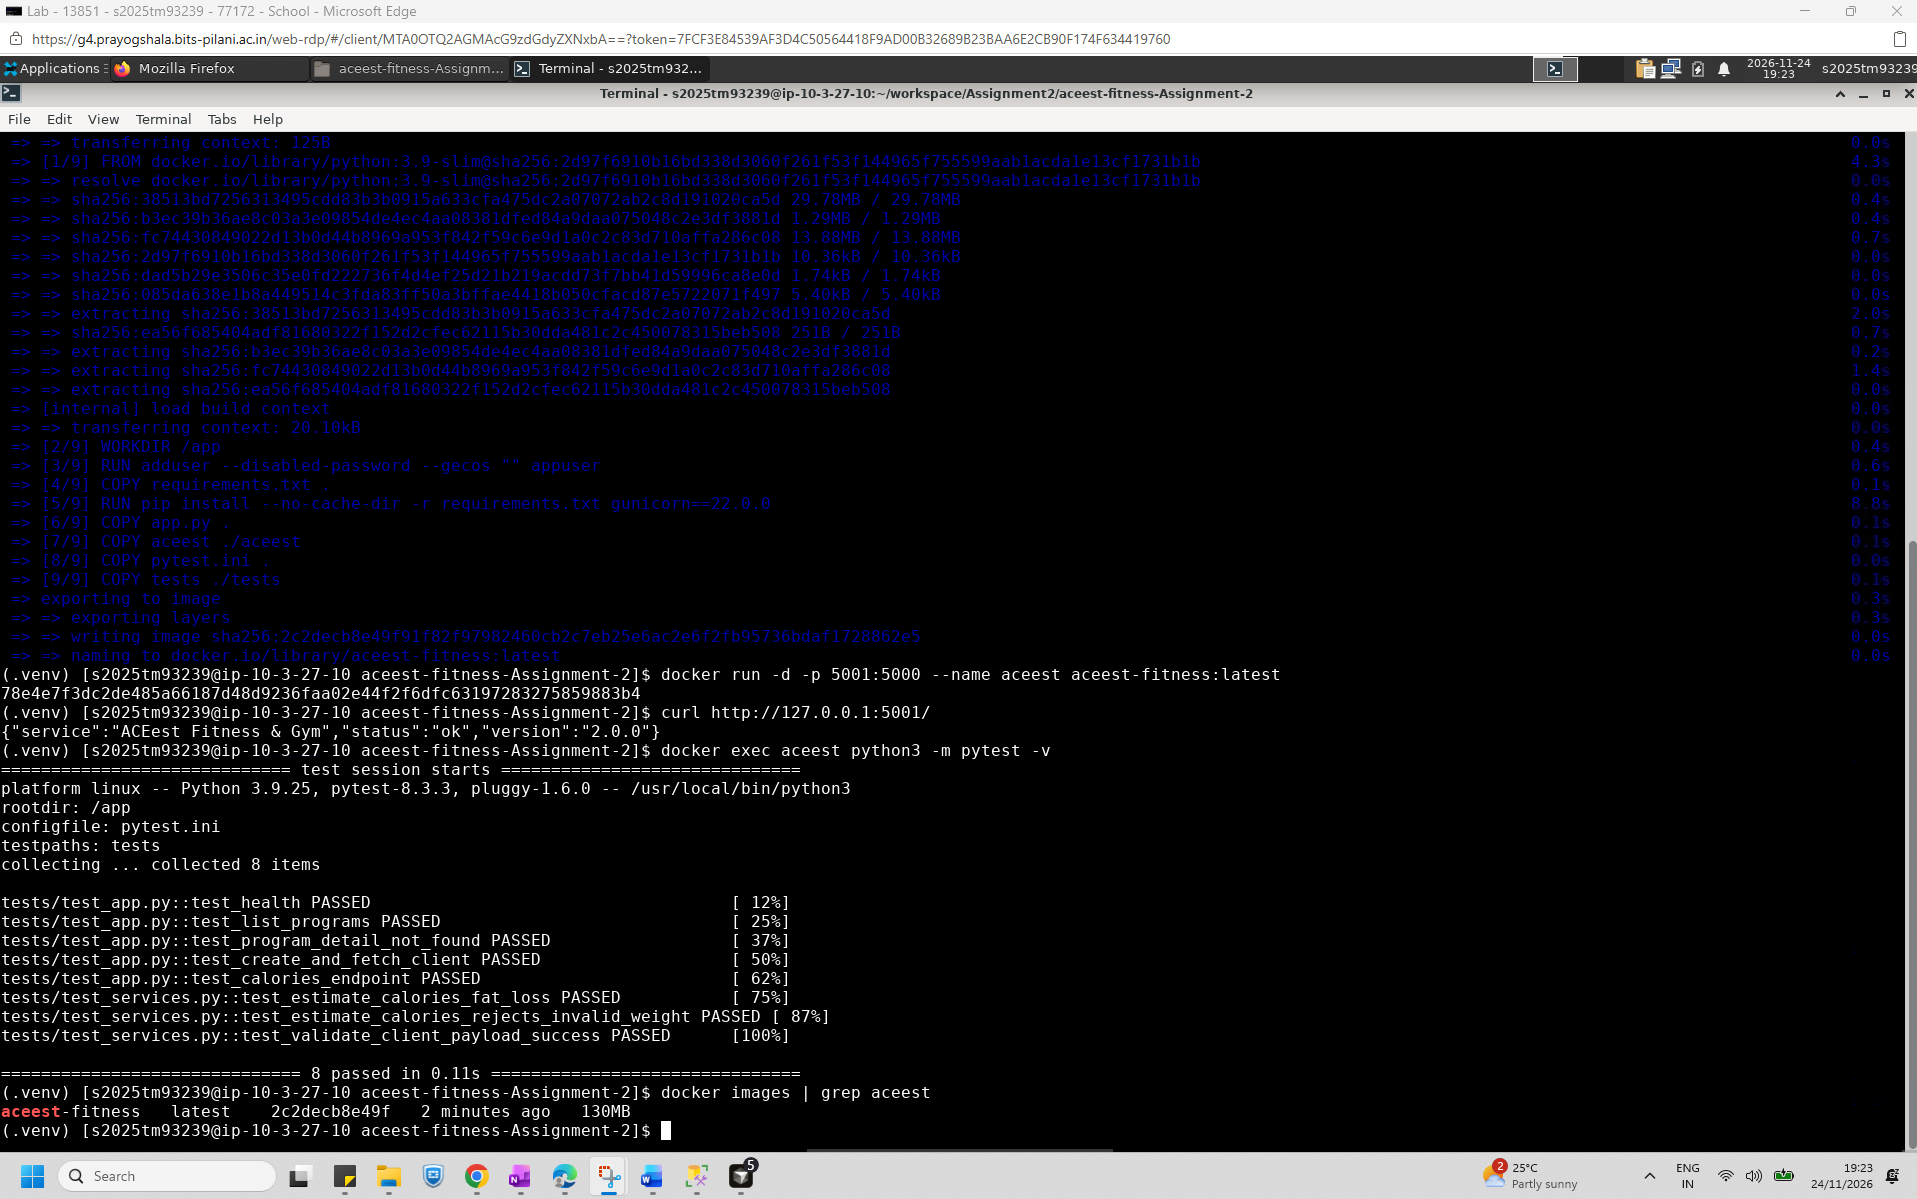 Lab - 13851 - s2025tm93239 - 77172 - School - Microsoft Edge
https://g4.prayogshala.bits-pilani.ac.in/web-rdp/#/client/MTA0OTQ2AGMAcG9zdGdyZXNxbA==?token=7FCF3E84539AF3D4C50564418F9AD00B32689B23BAA6E2CB90F174F634419760
Applications Mozilla Firefox aceest-fitness-Assignm... Terminal - s2025tm932... 2026-11-24 19:23 s2025tm93239
Terminal - s2025tm93239@ip-10-3-27-10:~/workspace/Assignment2/aceest-fitness-Assignment-2
File Edit View Terminal Tabs Help
=> => transferring context: 125B 0.0s
=> [1/9] FROM docker.io/library/python:3.9-slim@sha256:2d97f6910b16bd338d3060f261f53f144965f755599aab1acda1e13cf1731b1b 4.3s
=> => resolve docker.io/library/python:3.9-slim@sha256:2d97f6910b16bd338d3060f261f53f144965f755599aab1acda1e13cf1731b1b 0.0s
=> => sha256:38513bd7256313495cdd83b3b0915a633cfa475dc2a07072ab2c8d191020ca5d 29.78MB / 29.78MB 0.4s
=> => sha256:b3ec39b36ae8c03a3e09854de4ec4aa08381dfed84a9daa075048c2e3df3881d 1.29MB / 1.29MB 0.4s
=> => sha256:fc74430849022d13b0d44b8969a953f842f59c6e9d1a0c2c83d710affa286c08 13.88MB / 13.88MB 0.7s
=> => sha256:2d97f6910b16bd338d3060f261f53f144965f755599aab1acda1e13cf1731b1b 10.36kB / 10.36kB 0.0s
=> => sha256:dad5b29e3506c35e0fd222736f4d4ef25d21b219acdd73f7bb41d59996ca8e0d 1.74kB / 1.74kB 0.0s
=> => sha256:085da638e1b8a449514c3fda83ff50a3bffae4418b050cfacd87e5722071f497 5.40kB / 5.40kB 0.0s
=> => extracting sha256:38513bd7256313495cdd83b3b0915a633cfa475dc2a07072ab2c8d191020ca5d 2.0s
=> => sha256:ea56f685404adf81680322f152d2cfec62115b30dda481c2c450078315beb508 251B / 251B 0.7s
=> => extracting sha256:b3ec39b36ae8c03a3e09854de4ec4aa08381dfed84a9daa075048c2e3df3881d 0.2s
=> => extracting sha256:fc74430849022d13b0d44b8969a953f842f59c6e9d1a0c2c83d710affa286c08 1.4s
=> => extracting sha256:ea56f685404adf81680322f152d2cfec62115b30dda481c2c450078315beb508 0.0s
=> [internal] load build context 0.0s
=> => transferring context: 20.10kB 0.0s
=> [2/9] WORKDIR /app 0.4s
=> [3/9] RUN adduser --disabled-password --gecos "" appuser 0.6s
=> [4/9] COPY requirements.txt . 0.1s
=> [5/9] RUN pip install --no-cache-dir -r requirements.txt gunicorn==22.0.0 8.8s
=> [6/9] COPY app.py . 0.1s
=> [7/9] COPY aceest ./aceest 0.1s
=> [8/9] COPY pytest.ini . 0.0s
=> [9/9] COPY tests ./tests 0.1s
=> exporting to image 0.3s
=> => exporting layers 0.3s
=> => writing image sha256:2c2decb8e49f91f82f97982460cb2c7eb25e6ac2e6f2fb95736bdaf1728862e5 0.0s
=> => naming to docker.io/library/aceest-fitness:latest 0.0s
(.venv) [s2025tm93239@ip-10-3-27-10 aceest-fitness-Assignment-2]$ docker run -d -p 5001:5000 --name aceest aceest-fitness:latest
78e4e7f3dc2de485a66187d48d9236faa02e44f2f6dfc63197283275859883b4
(.venv) [s2025tm93239@ip-10-3-27-10 aceest-fitness-Assignment-2]$ curl http://127.0.0.1:5001/
{"service":"ACEest Fitness & Gym","status":"ok","version":"2.0.0"}
(.venv) [s2025tm93239@ip-10-3-27-10 aceest-fitness-Assignment-2]$ docker exec aceest python3 -m pytest -v
============================= test session starts ==============================
platform linux -- Python 3.9.25, pytest-8.3.3, pluggy-1.6.0 -- /usr/local/bin/python3
rootdir: /app
configfile: pytest.ini
testpaths: tests
collecting ... collected 8 items
tests/test_app.py::test_health PASSED [ 12%]
tests/test_app.py::test_list_programs PASSED [ 25%]
tests/test_app.py::test_program_detail_not_found PASSED [ 37%]
tests/test_app.py::test_create_and_fetch_client PASSED [ 50%]
tests/test_app.py::test_calories_endpoint PASSED [ 62%]
tests/test_services.py::test_estimate_calories_fat_loss PASSED [ 75%]
tests/test_services.py::test_estimate_calories_rejects_invalid_weight PASSED [ 87%]
tests/test_services.py::test_validate_client_payload_success PASSED [100%]
============================== 8 passed in 0.11s ===============================
(.venv) [s2025tm93239@ip-10-3-27-10 aceest-fitness-Assignment-2]$ docker images | grep aceest
aceest-fitness latest 2c2decb8e49f 2 minutes ago 130MB
(.venv) [s2025tm93239@ip-10-3-27-10 aceest-fitness-Assignment-2]$
Search 5 2 25°C Partly sunny ENG IN 19:23 24/11/2026